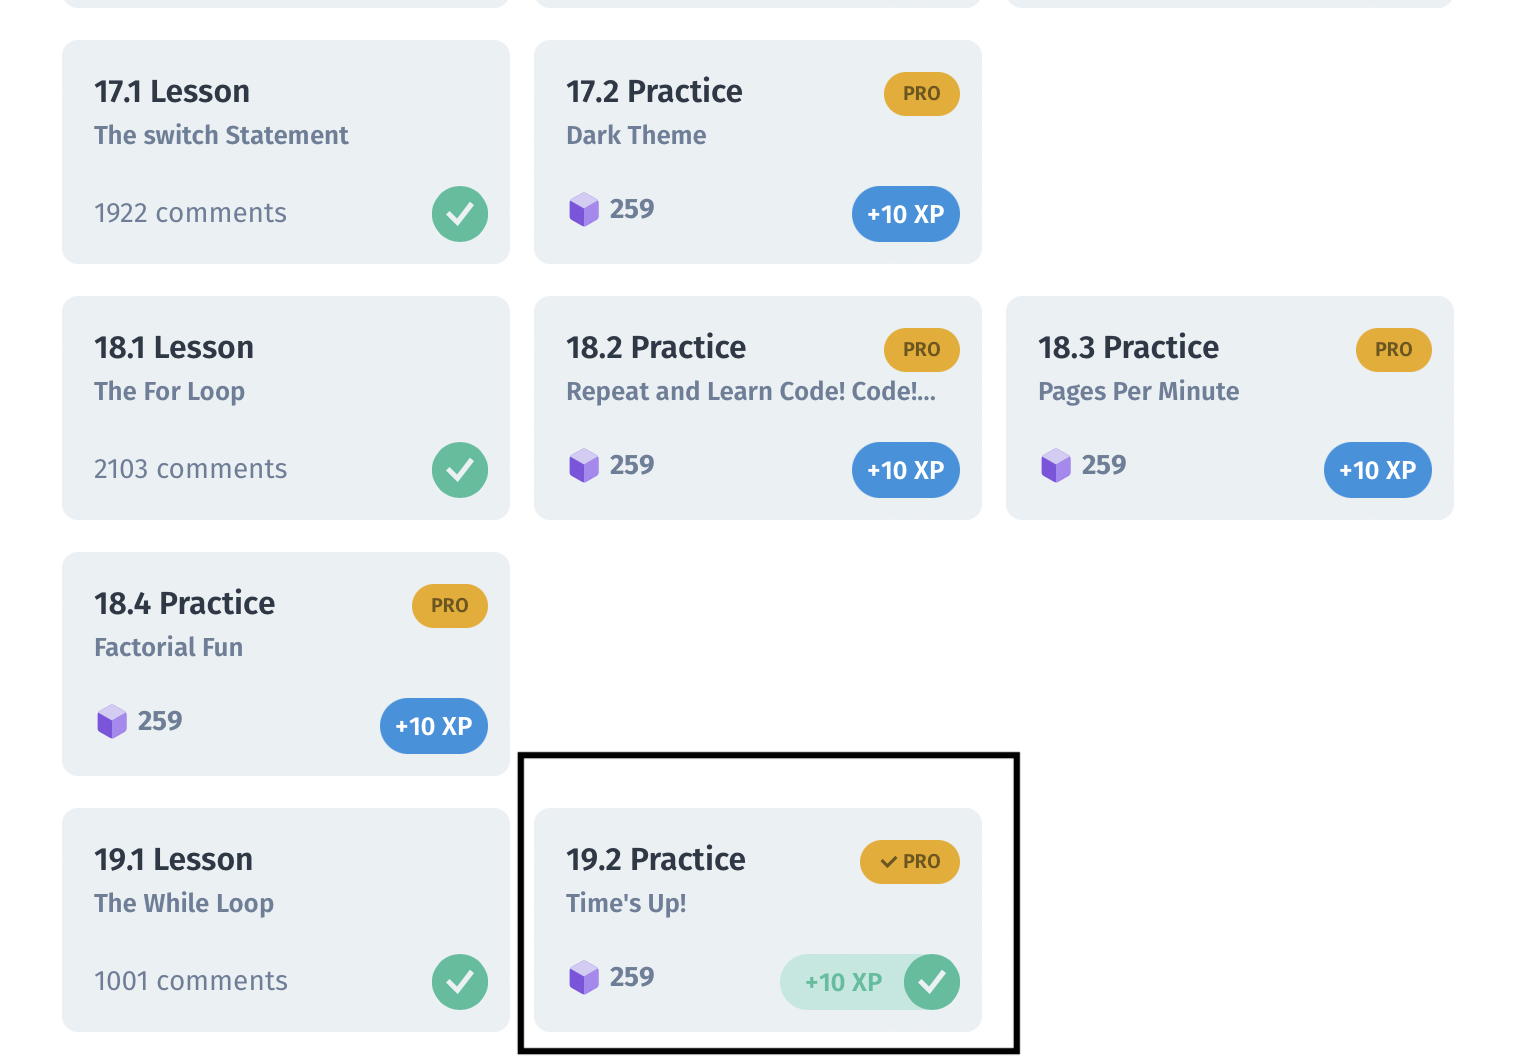 17.1 Lesson
The switch Statement
1922 comments
17.2 Practice
PRO
Dark Theme
259
+10 XP
18.1 Lesson
The For Loop
2103 comments
18.2 Practice
PRO
Repeat and Learn Code! Code!...
259
+10 XP
18.3 Practice
PRO
Pages Per Minute
259
+10 XP
18.4 Practice
PRO
Factorial Fun
259
+10 XP
19.1 Lesson
The While Loop
1001 comments
19.2 Practice
PRO
Time's Up!
259
+10 XP